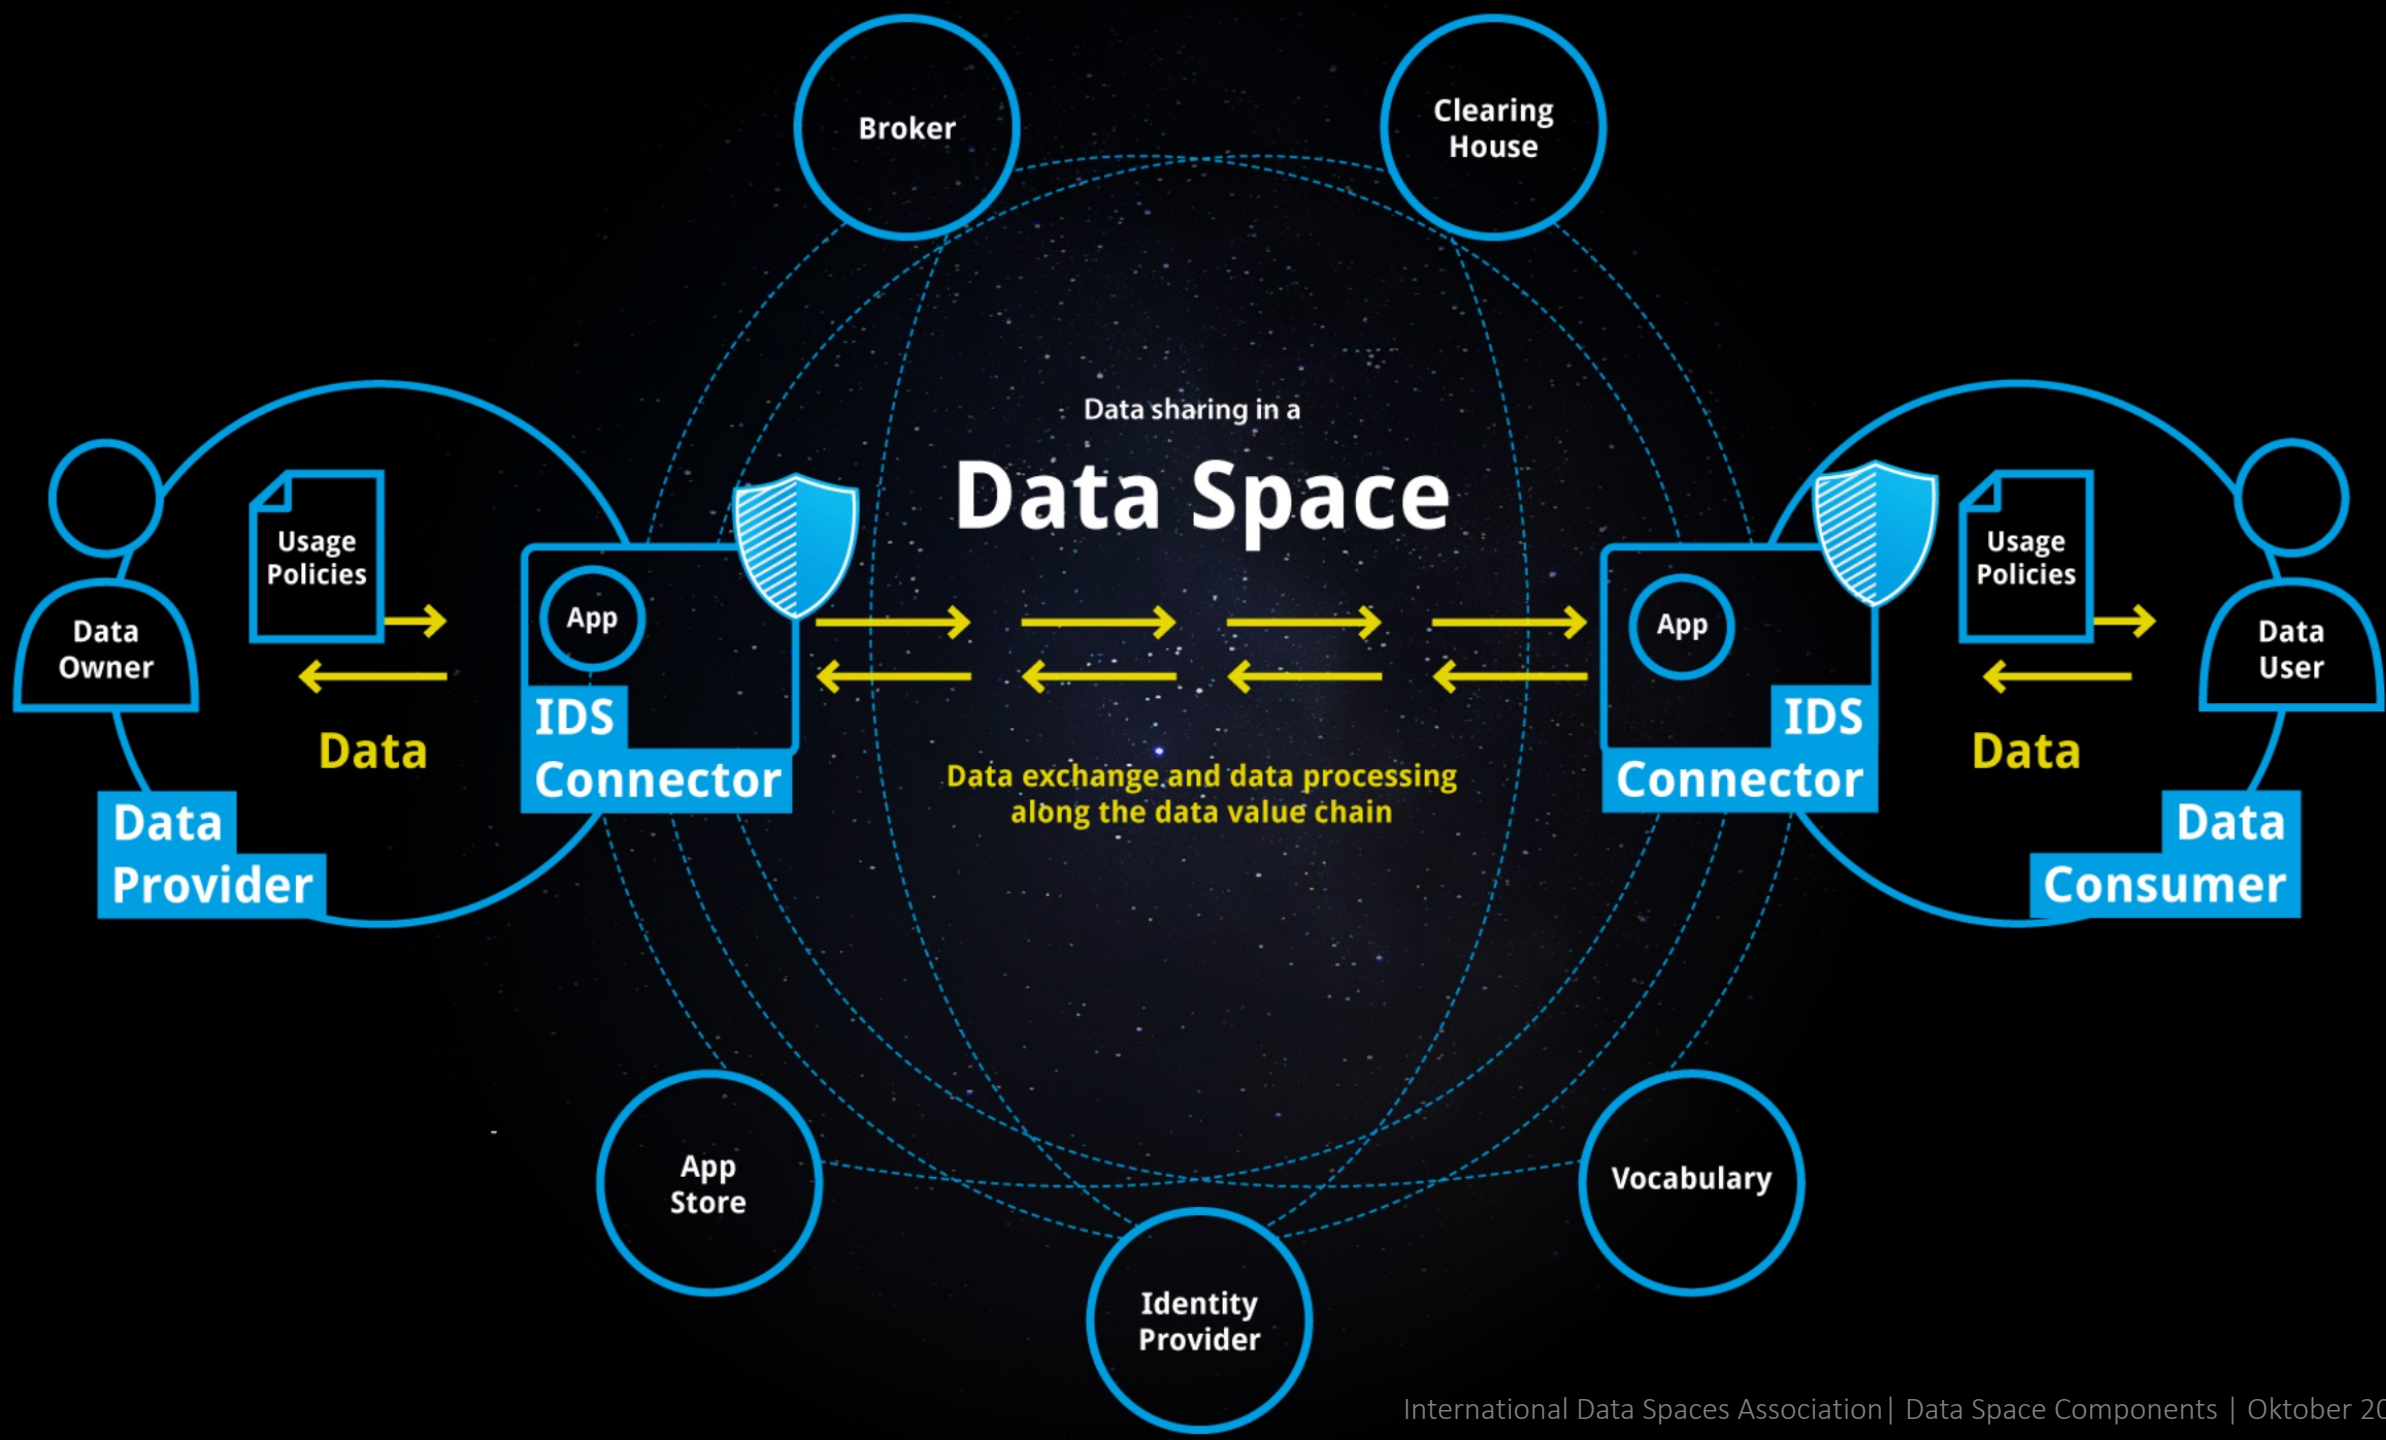 Broker
Clearing
House
Data sharing in a
Data Space
Usage
Policies
Data
Owner
App
IDS
Connector
Data
Data
Provider
Data exchange and data processing
along the data value chain
App
IDS
Connector
Usage
Policies
Data
User
Data
Data
Consumer
App
Store
Identity
Provider
Vocabulary
International Data Spaces Association| Data Space Components | Oktober 20